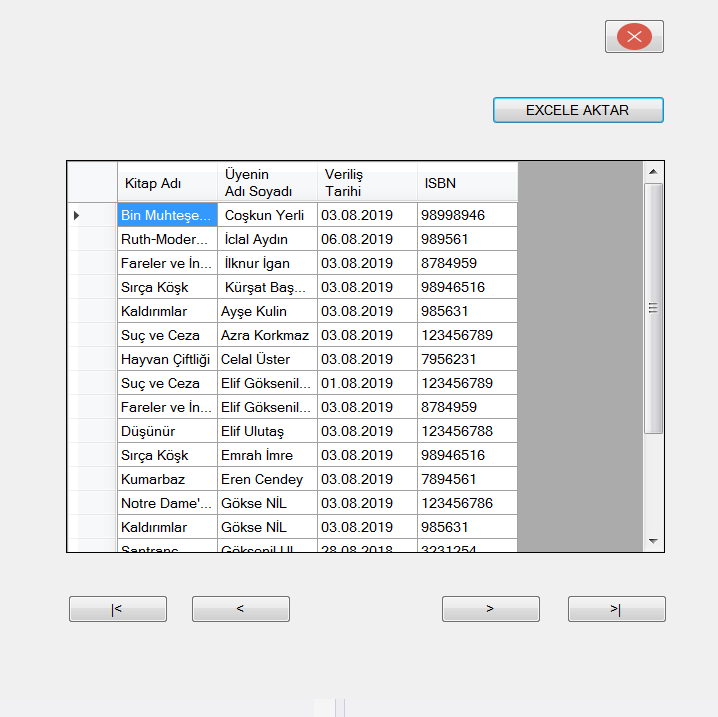 EXCELE AKTAR
Kitap Adı Üyenin Adı Soyadı Veriliş Tarihi ISBN
Bin Muhteşe... Coşkun Yerli 03.08.2019 98998946
Ruth-Moder... İclal Aydın 06.08.2019 989561
Fareler ve İn... İlknur İgan 03.08.2019 8784959
Sırça Köşk Kürşat Baş... 03.08.2019 98946516
Kaldırımlar Ayşe Kulin 03.08.2019 985631
Suç ve Ceza Azra Korkmaz 03.08.2019 123456789
Hayvan Çiftliği Celal Üster 03.08.2019 7956231
Suç ve Ceza Elif Göksenil... 01.08.2019 123456789
Fareler ve İn... Elif Göksenil... 03.08.2019 8784959
Düşünür Elif Ulutaş 03.08.2019 123456788
Sırça Köşk Emrah İmre 03.08.2019 98946516
Kumarbaz Eren Cendey 03.08.2019 7894561
Notre Dame'... Gökse NİL 03.08.2019 123456786
Kaldırımlar Gökse NİL 03.08.2019 985631
Santranç Göksenil UL 28.08.2018 3231254
|< < > >|